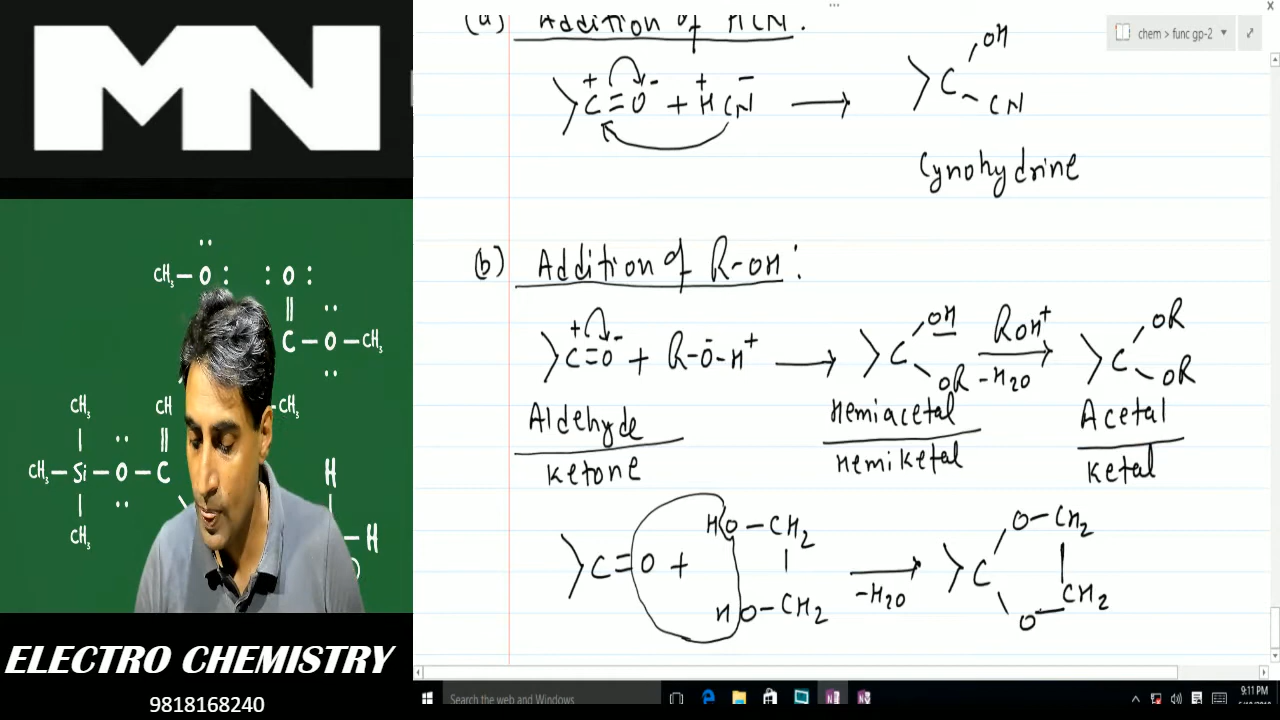 MN
CH₃ — O : : O :
C — O — CH₃
CH₃ CH — CH₃
CH₃ — Si — O — C H
CH₃ — H
ELECTRO CHEMISTRY
9818168240
chem > func gp-2
(a) Addition of HCN :
>C⁺=O⁻ + H⁺ CN⁻ ⟶ >C OH CN
Cynohydrine
(b) Addition of R-OH :
>C⁺=O⁻ + R-O⁻-H⁺ ⟶ >C OH OR ROH⁺ -H₂O ⟶ >C OR OR
Aldehyde Hemiacetal Acetal
ketone Hemiketal Ketal
>C=O + HO-CH₂ HO-CH₂ ⟶ -H₂O >C O-CH₂ O-CH₂
Search the web and Windows
9:11 PM